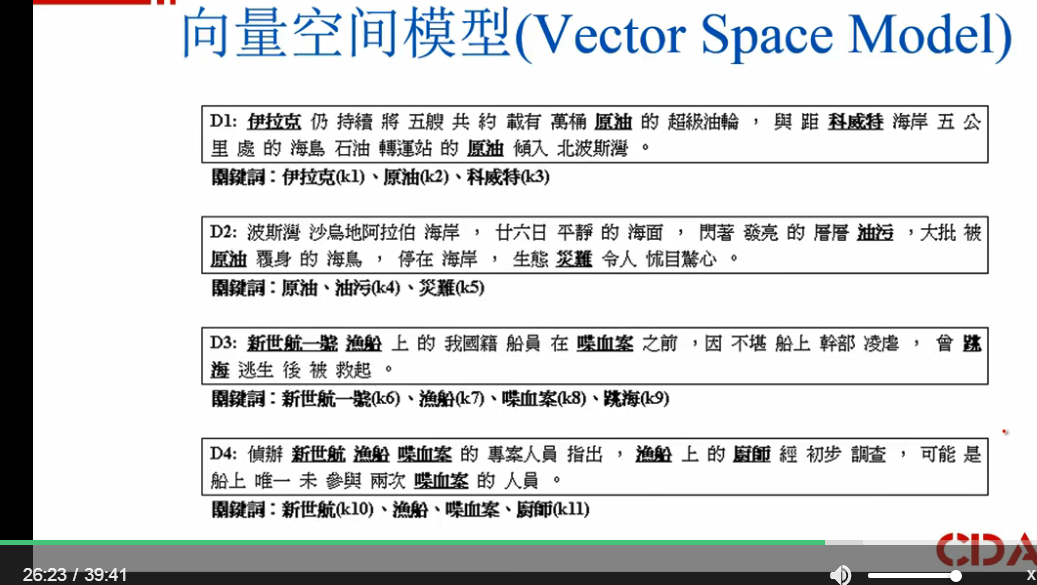 向量空间模型(Vector Space Model)
D1: 伊拉克 仍 持續 將 五艘 共 約 載有 萬桶 原油 的 超級油輪 ， 與 距 科威特 海岸 五 公
里 處 的 海島 石油 轉運站 的 原油 傾入 北波斯灣 。
關鍵詞：伊拉克(k1)、原油(k2)、科威特(k3)
D2: 波斯灣 沙烏地阿拉伯 海岸 ， 廿六日 平靜 的 海面 ， 閃著 發亮 的 層層 油污 ，大批 被
原油 覆身 的 海鳥 ， 停在 海岸 ， 生態 災難 令人 怵目驚心 。
關鍵詞：原油、油污(k4)、災難(k5)
D3: 新世航一號 漁船 上 的 我國籍 船員 在 喋血案 之前 ，因 不堪 船上 幹部 凌虐 ， 曾 跳
海 逃生 後 被 救起 。
關鍵詞：新世航一號(k6)、漁船(k7)、喋血案(k8)、跳海(k9)
D4: 偵辦 新世航 漁船 喋血案 的 專案人員 指出 ， 漁船 上 的 廚師 經 初步 調查 ， 可能 是
船上 唯一 未 參與 兩次 喋血案 的 人員 。
關鍵詞：新世航(k10)、漁船、喋血案、廚師(k11)
CDA
26:23 / 39:41
x